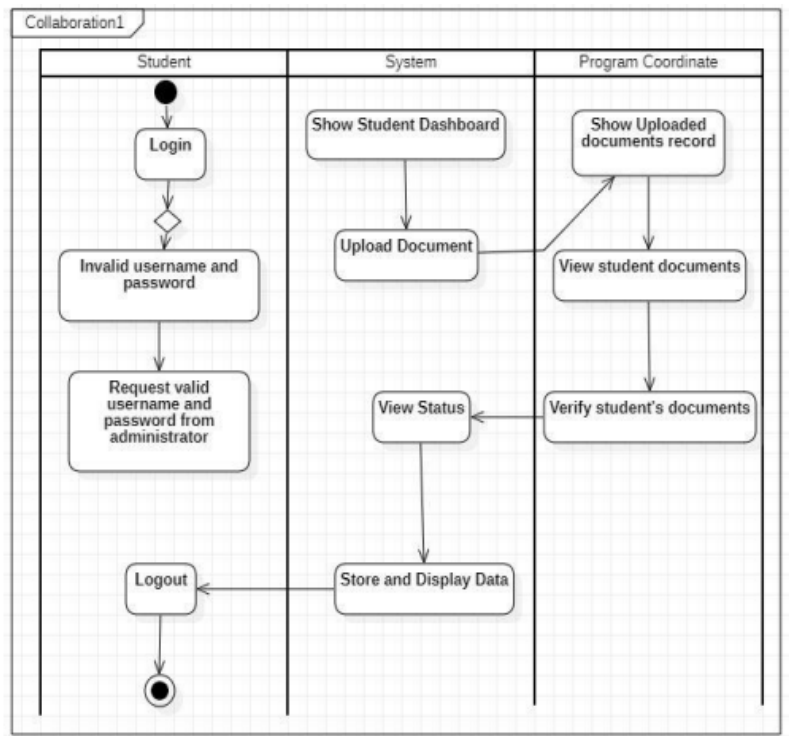 Collaboration1
Student
System
Program Coordinate
Login
Invalid username and
password
Request valid
username and
password from
administrator
Logout
Show Student Dashboard
Upload Document
View Status
Store and Display Data
Show Uploaded
documents record
View student documents
Verify student's documents